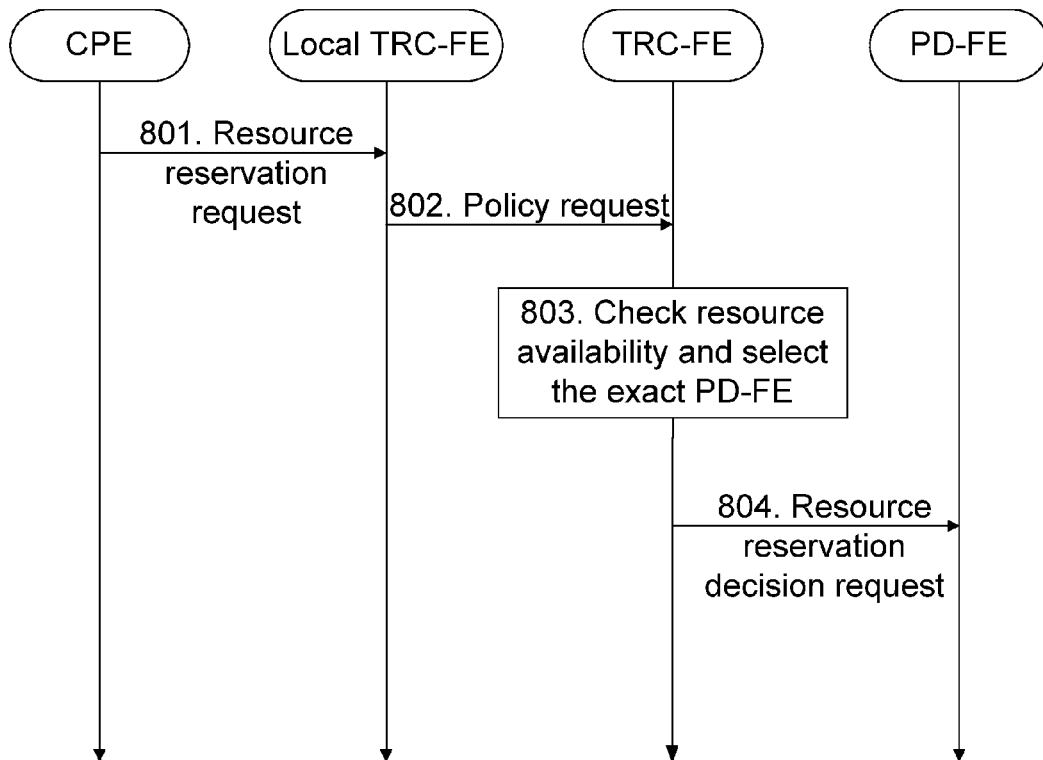 CPE
Local TRC-FE
TRC-FE
PD-FE
801. Resource
reservation
request
802. Policy request
803. Check resource
availability and select
the exact PD-FE
804. Resource
reservation
decision request